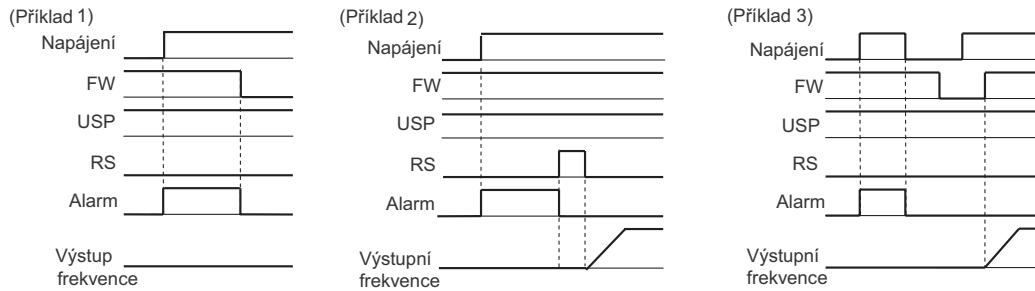 (Příklad 1)
Napájení
FW
USP
RS
Alarm
Výstup
frekvence
(Příklad 2)
Napájení
FW
USP
RS
Alarm
Výstupní
frekvence
(Příklad 3)
Napájení
FW
USP
RS
Alarm
Výstupní
frekvence